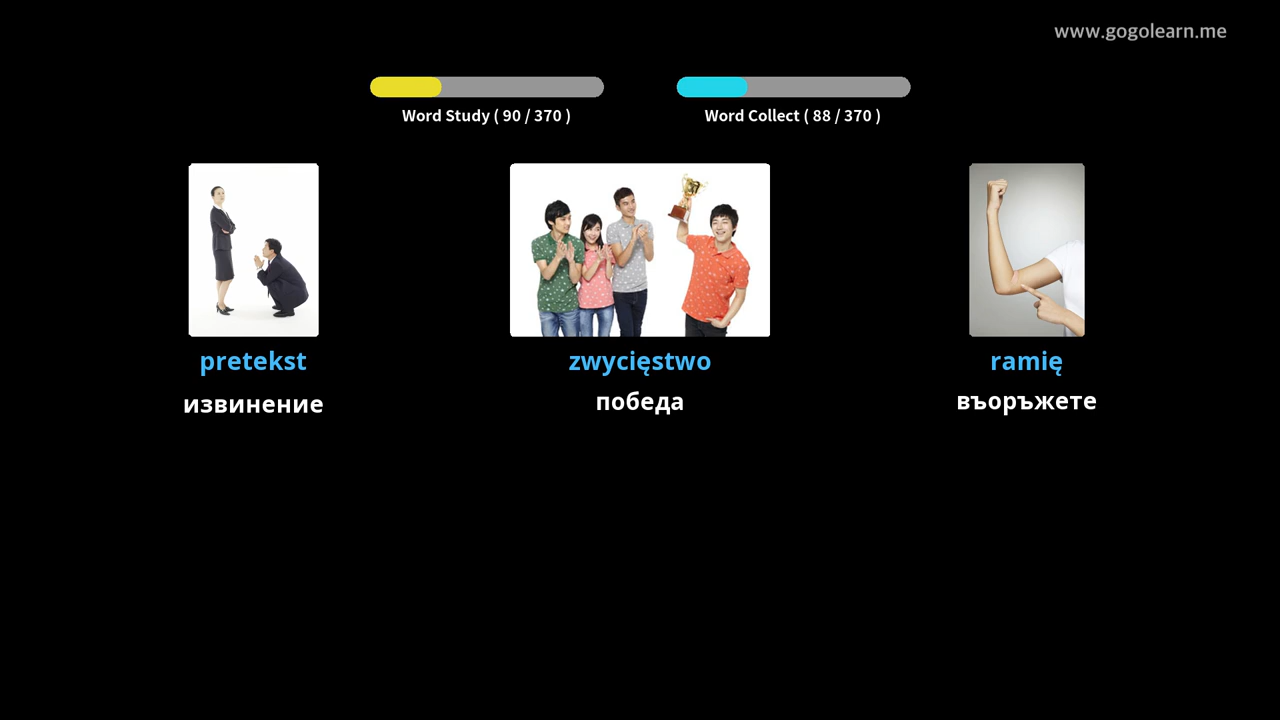 www.gogolearn.me
Word Study ( 90 / 370 )
Word Collect ( 88 / 370 )
pretekst
zwycięstwo
ramię
извинение
победа
въоръжете